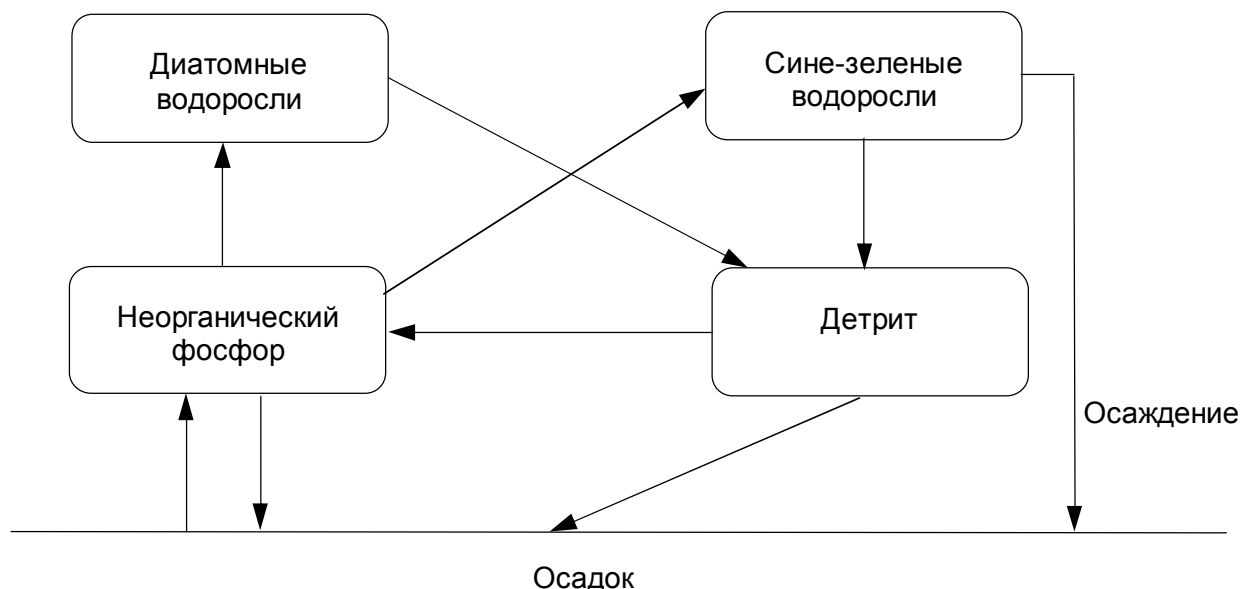 Диатомные
водоросли
Сине-зеленые
водоросли
Неорганический
фосфор
Детрит
Осаждение
Осадок